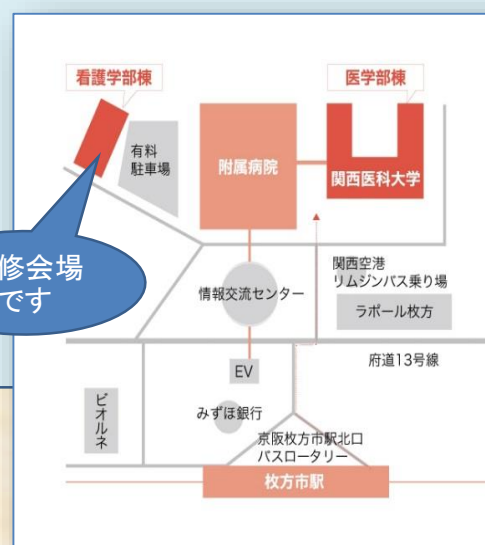 看護学部棟
医学部棟
有料
駐車場
附属病院
関西医科大学
修会場
です
情報交流センター
関西空港
リムジンバス乗り場
ラポール枚方
府道13号線
EV
ビオルネ
みずほ銀行
京阪枚方市駅北口
バスロータリー
枚方市駅